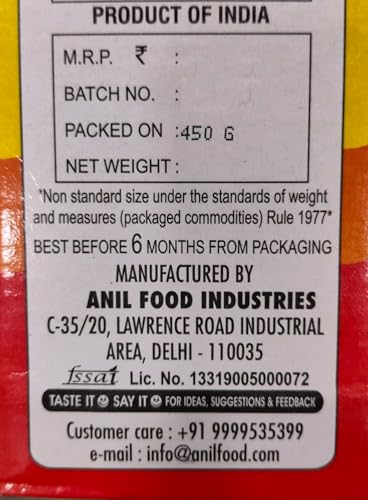 PRODUCT OF INDIA
M.R.P. ₹ :
BATCH NO. :
PACKED ON :450 G
NET WEIGHT :
*Non standard size under the standards of weight
and measures (packaged commodities) Rule 1977*
BEST BEFORE 6 MONTHS FROM PACKAGING
MANUFACTURED BY
ANIL FOOD INDUSTRIES
C-35/20, LAWRENCE ROAD INDUSTRIAL
AREA, DELHI - 110035
fssai Lic. No. 13319005000072
TASTE IT SAY IT FOR IDEAS, SUGGESTIONS & FEEDBACK
Customer care : +91 9999535399
e-mail : info@anilfood.com